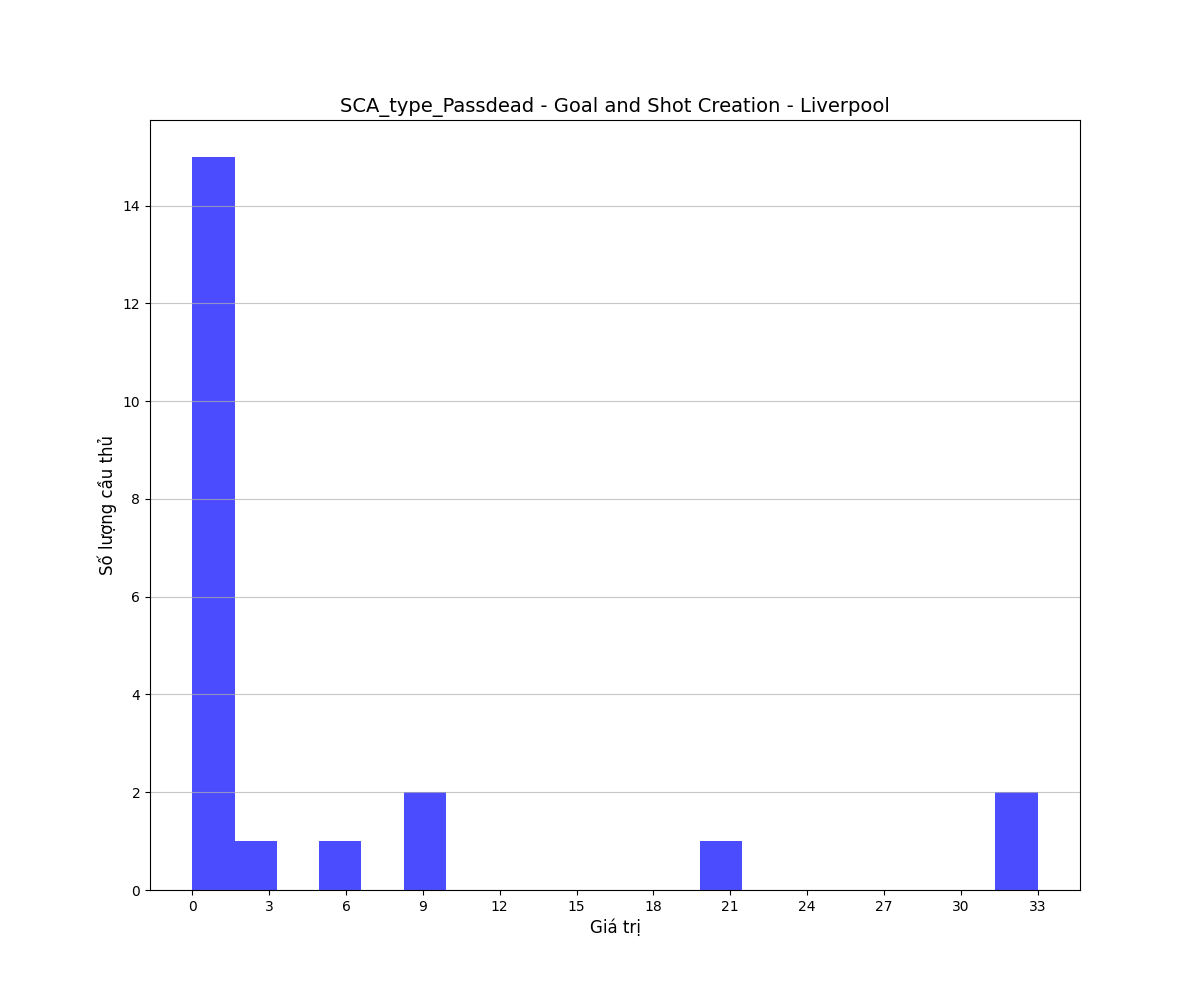 SCA_type_Passdead - Goal and Shot Creation - Liverpool
14
12
10
8
6
4
2
0
Số lượng cầu thủ
0 3 6 9 12 15 18 21 24 27 30 33
Giá trị